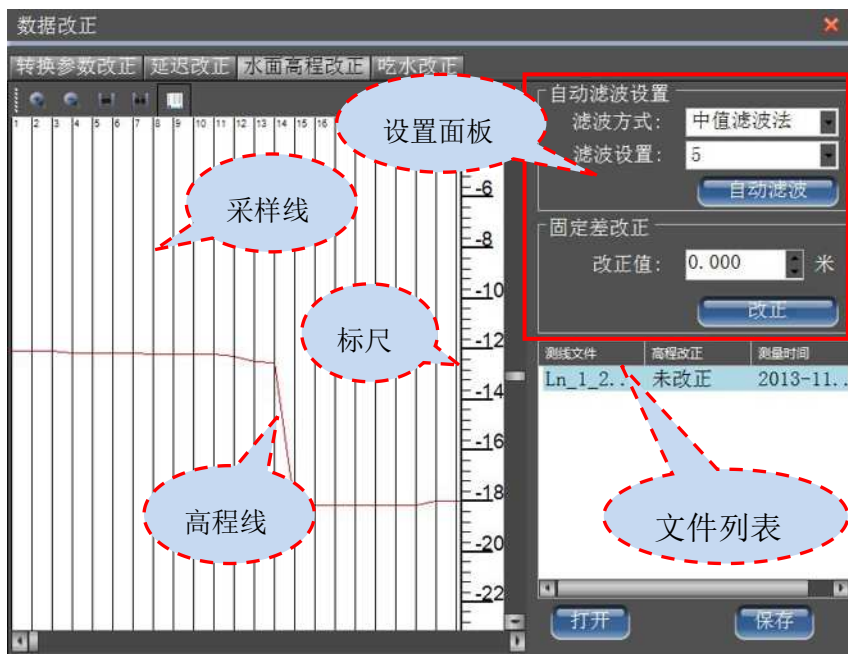 数据改正
转换参数改正 延迟改正 水面高程改正 吃水改正
1 2 3 4 5 6 7 8 9 10 11 12 13 14 15 16
自动滤波设置
滤波方式: 中值滤波法
滤波设置: 5
自动滤波
固定差改正
改正值: 0.000 米
改正
设置面板
采样线
标尺
高程线
文件列表
-6
-8
-10
-12
-14
-16
-18
-20
-22
测线文件 高程改正 测量时间
Ln_1_2.. 未改正 2013-11..
打开 保存